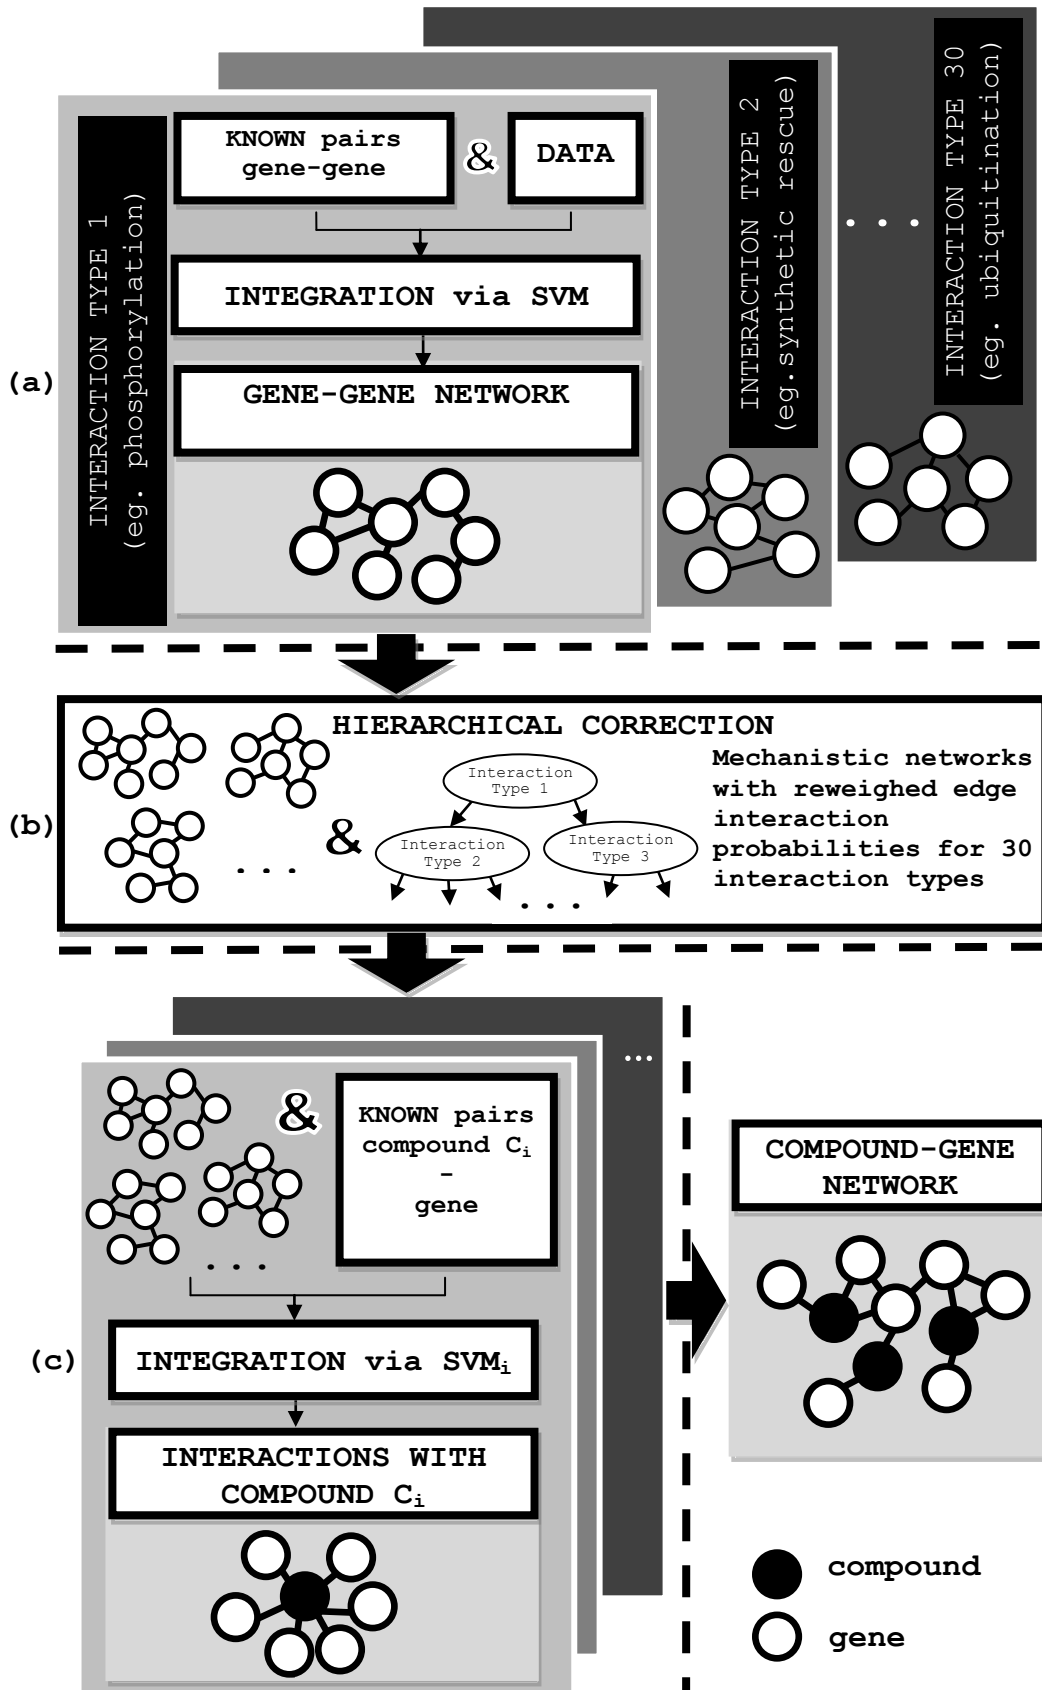 (a)
INTERACTION TYPE 1
(eg. phosphorylation)
KNOWN pairs
gene-gene
&
DATA
INTEGRATION via SVM
GENE-GENE NETWORK
INTERACTION TYPE 2
(eg.synthetic rescue)
. . .
INTERACTION TYPE 30
(eg. ubiquitination)
(b)
HIERARCHICAL CORRECTION
&
. . .
Interaction
Type 1
Interaction
Type 2
Interaction
Type 3
. . .
Mechanistic networks
with reweighed edge
interaction
probabilities for 30
interaction types
(c)
...
&
KNOWN pairs
compound Ci
-
gene
. . .
INTEGRATION via SVMi
INTERACTIONS WITH
COMPOUND Ci
COMPOUND-GENE
NETWORK
compound
gene